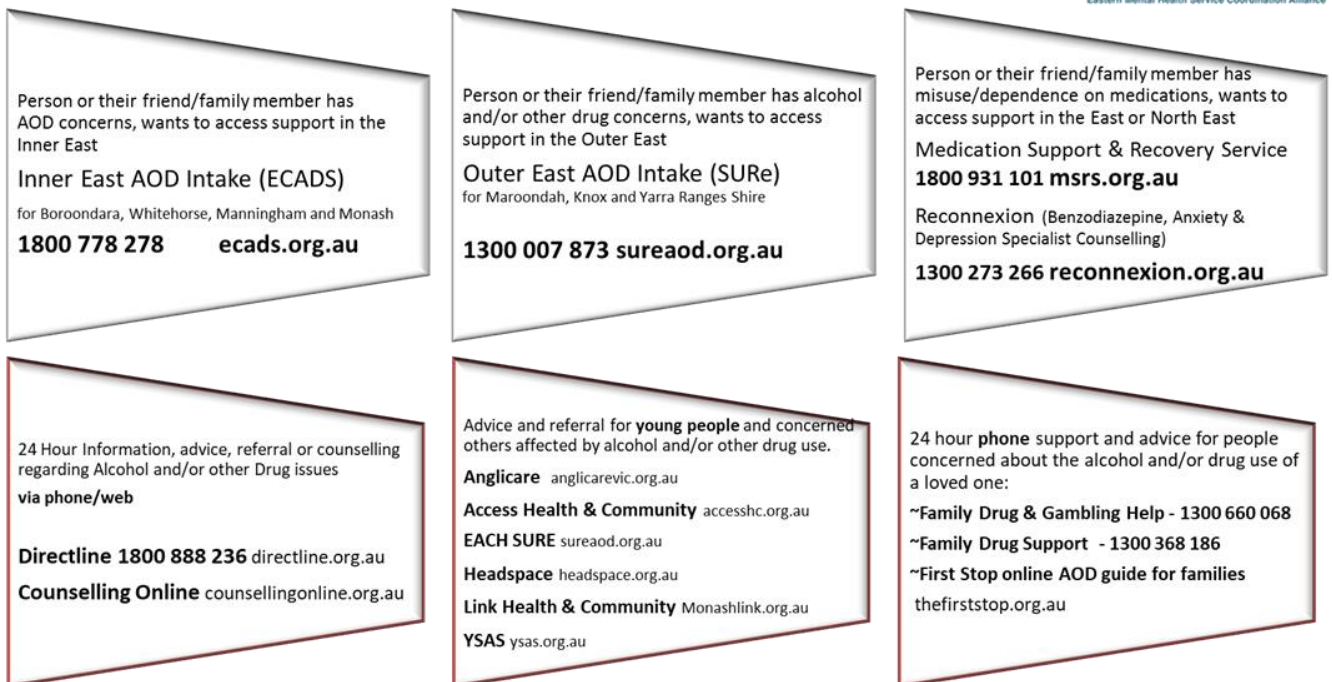 Eastern Mental Health Service Coordination Alliance
Person or their friend/family member has
AOD concerns, wants to access support in the
Inner East
Inner East AOD Intake (ECADS)
for Boroondara, Whitehorse, Manningham and Monash
1800 778 278 ecads.org.au
Person or their friend/family member has alcohol
and/or other drug concerns, wants to access
support in the Outer East
Outer East AOD Intake (SURe)
for Maroondah, Knox and Yarra Ranges Shire
1300 007 873 sureaod.org.au
Person or their friend/family member has
misuse/dependence on medications, wants to
access support in the East or North East
Medication Support & Recovery Service
1800 931 101 msrs.org.au
Reconnexion (Benzodiazepine, Anxiety &
Depression Specialist Counselling)
1300 273 266 reconnexion.org.au
24 Hour Information, advice, referral or counselling
regarding Alcohol and/or other Drug issues
via phone/web
Directline 1800 888 236 directline.org.au
Counselling Online counsellingonline.org.au
Advice and referral for young people and concerned
others affected by alcohol and/or other drug use.
Anglicare anglicarevic.org.au
Access Health & Community accesshc.org.au
EACH SURE sureaod.org.au
Headspace headspace.org.au
Link Health & Community Monashlink.org.au
YSAS ysas.org.au
24 hour phone support and advice for people
concerned about the alcohol and/or drug use of
a loved one:
~Family Drug & Gambling Help - 1300 660 068
~Family Drug Support - 1300 368 186
~First Stop online AOD guide for families
thefirststop.org.au